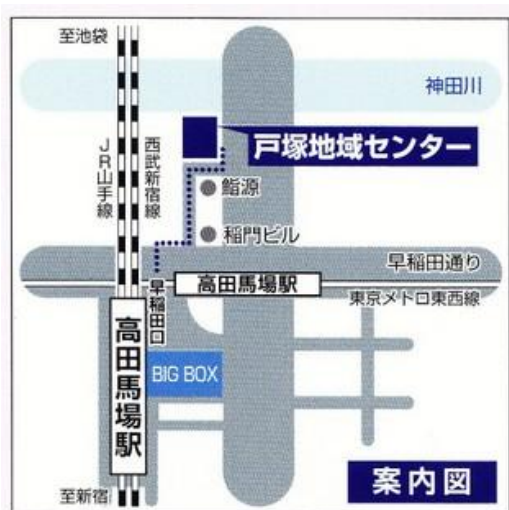 至池袋
神田川
戸塚地域センター
JR山手線
西武新宿線
鮨源
稲門ビル
早稲田通り
早稲田口
高田馬場駅
東京メトロ東西線
高田馬場駅
BIG BOX
案内図
至新宿